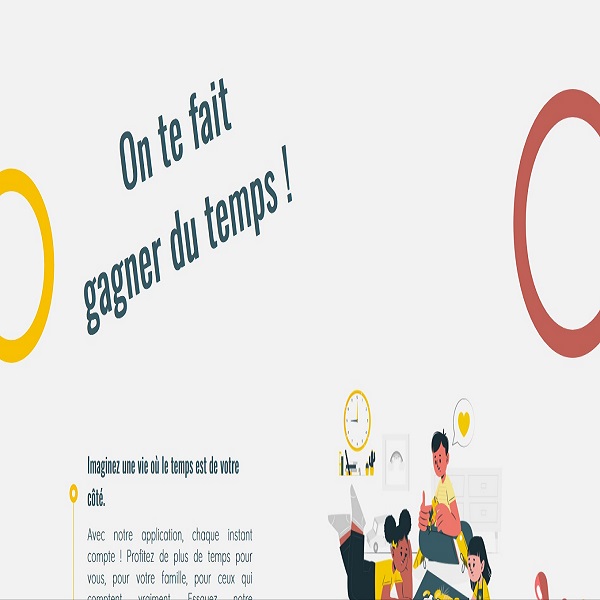 On te fait
gagner du temps !
Imaginez une vie où le temps est de votre
côté.
Avec notre application, chaque instant
compte ! Profitez de plus de temps pour
vous, pour votre famille, pour ceux qui
comptent vraiment. Essayez notre